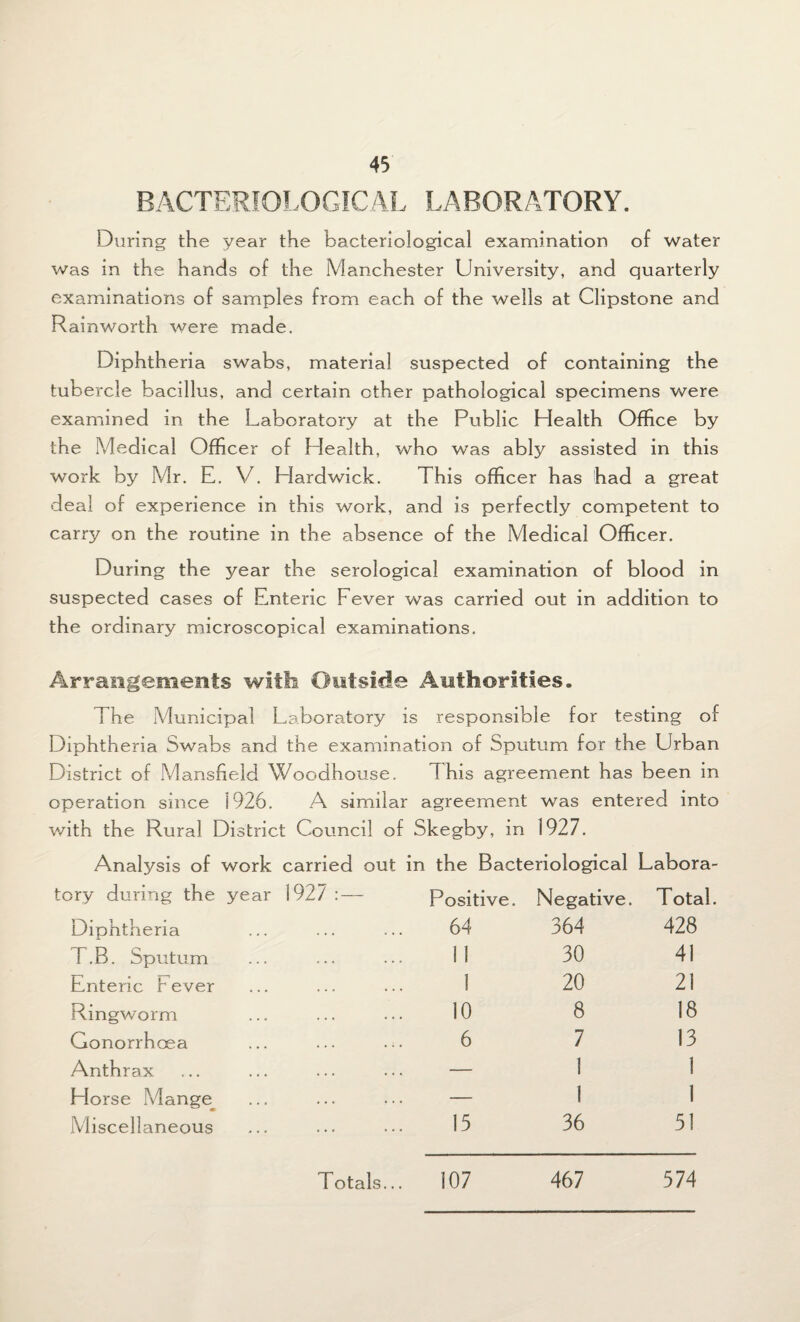 45
BACTERIOLOGICAL LABORATORY.
During the year the bacteriological examination of water
was in the hands of the Manchester University, and quarterly
examinations of samples from each of the wells at Clipstone and
Rainworth were made.
Diphtheria swabs, material suspected of containing the
tubercle bacillus, and certain other pathological specimens were
examined in the Laboratory at the Public Health Office by
the Medical Officer of Health, who was ably assisted in this
work by Mr. E. V. Hardwick. This officer has had a great
deal of experience in this work, and is perfectly competent to
carry on the routine in the absence of the Medical Officer.
During the year the serological examination of blood in
suspected cases of Enteric Fever was carried out in addition to
the ordinary microscopical examinations.
Arrangements with Outside Authorities.
The Municipal Laboratory is responsible for testing of
Diphtheria Swabs and the examination of Sputum for the Urban
District of Mansfield Woodhouse. This agreement has been in
operation since 1926. A similar agreement was entered into
with the Rural District Council of Skegby, in 1927.
Analysis of work carried out in the Bacteriological Labora-
tory during the year 1927 :— Positive. Negative. Total.
Diphtheria ... ... ... 64 364 428
T.B. Sputum ... ... ... 11 30 41
Enteric Fever ... ... ... 1 20 21
Ringworm ... ... ... 10 8 18
Gonorrhœa ... ... ... 6 7 13
Anthrax ... ... ... ... — 1 1
Horse Mange ... ... ... — 1 1
Miscellaneous ... ... ... 15 36 51
Totals... 107 467 574